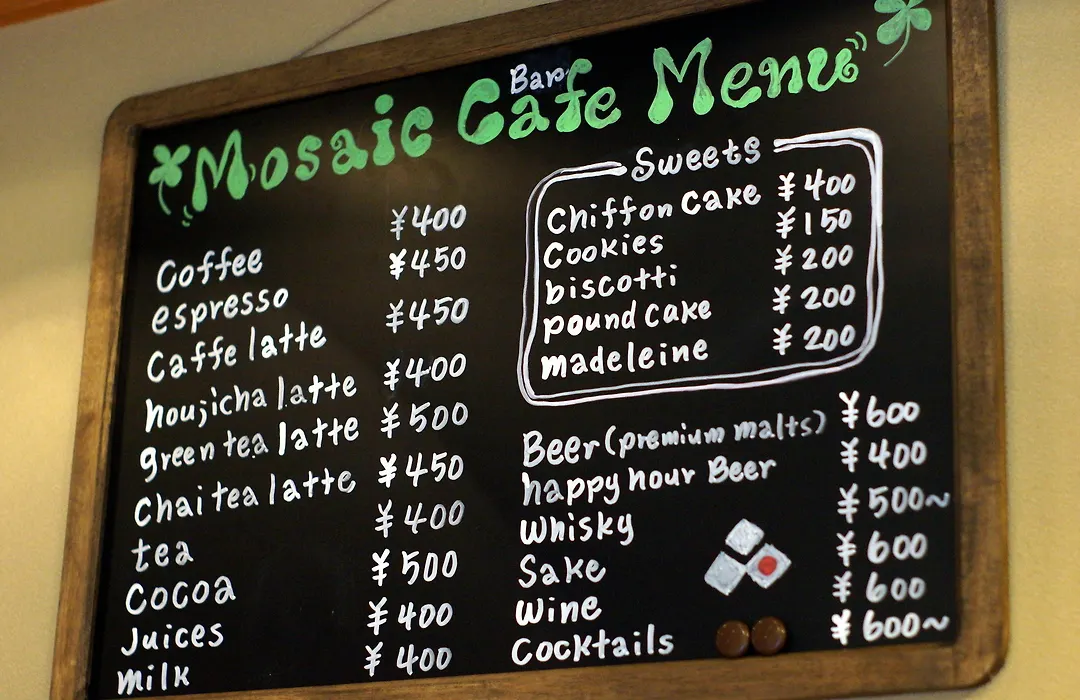 Bar
Mosaic Cafe Menu
Coffee ¥400
espresso ¥450
Caffe latte ¥450
houjicha latte ¥400
green tea latte ¥500
Chai tea latte ¥450
tea ¥400
Cocoa ¥500
Juices ¥400
milk ¥400
Sweets
Chiffon cake ¥400
Cookies ¥150
biscotti ¥200
pound cake ¥200
madeleine ¥200
Beer (premium malts) ¥600
happy hour Beer ¥400
Whisky ¥500~
Sake ¥600
Wine ¥600
Cocktails ¥600~